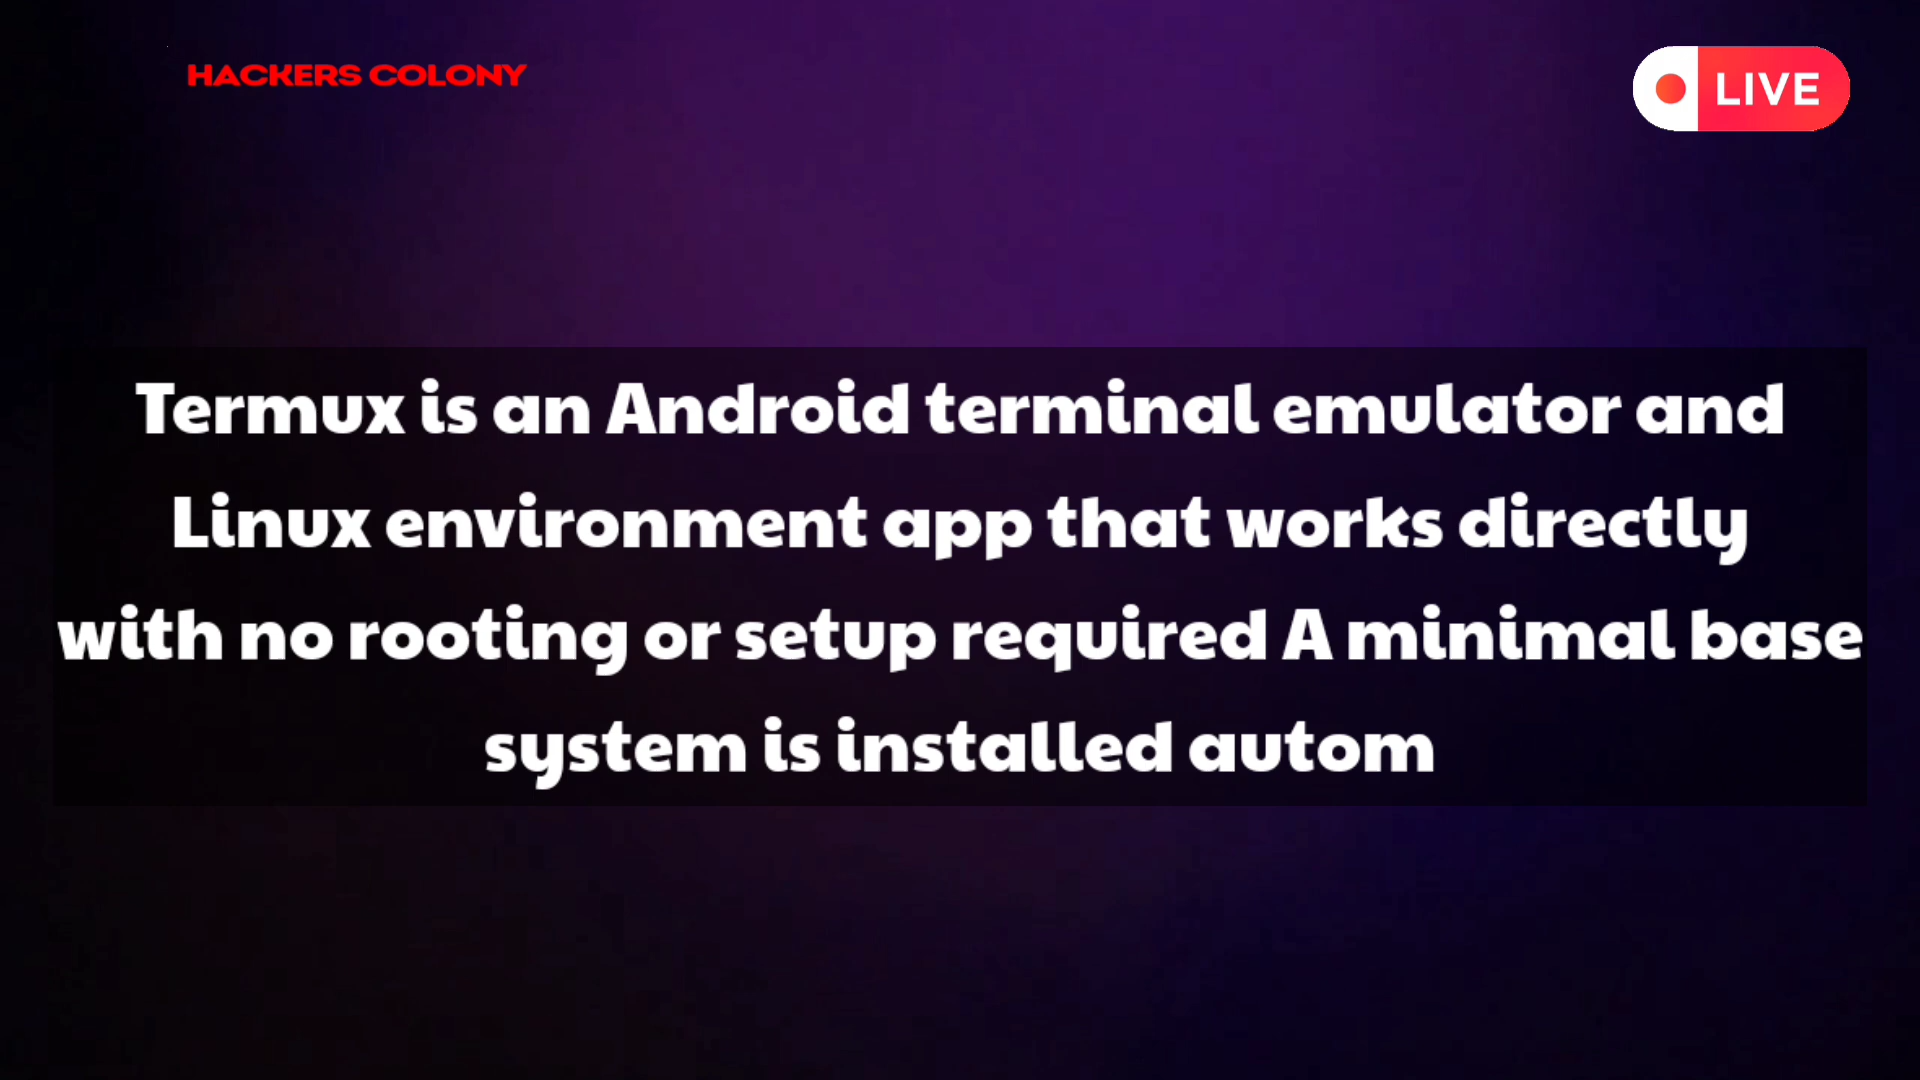 HACKERS COLONY
LIVE
Termux is an Android terminal emulator and
Linux environment app that works directly
with no rooting or setup required A minimal base
system is installed autom